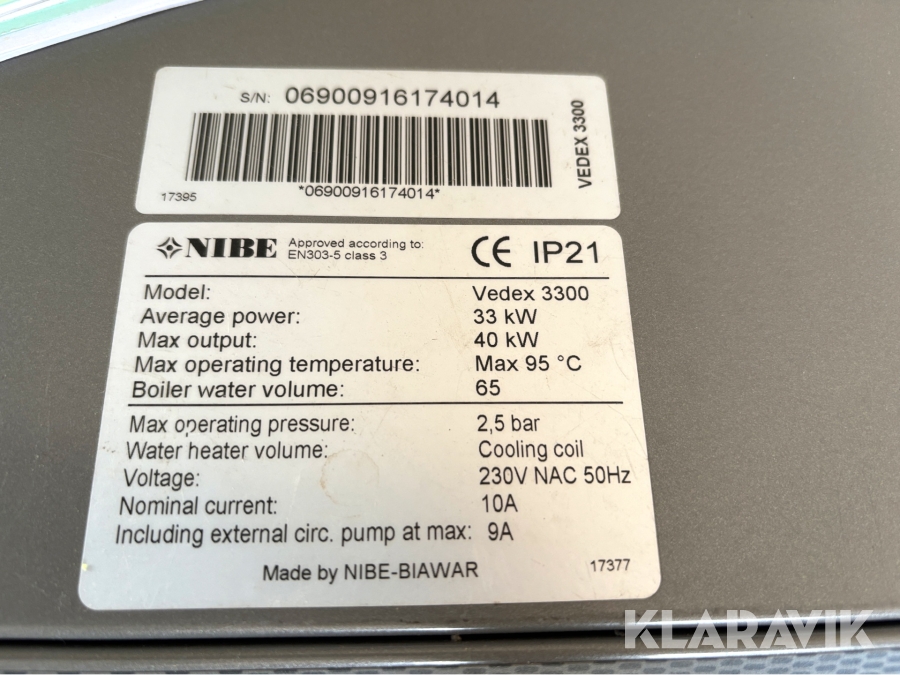 S/N: 06900916174014
*06900916174014*
17395
VEDEX 3300
NIBE
Approved according to:
EN303-5 class 3
CE IP21
Model: Vedex 3300
Average power: 33 kW
Max output: 40 kW
Max operating temperature: Max 95 °C
Boiler water volume: 65
Max operating pressure: 2,5 bar
Water heater volume: Cooling coil
Voltage: 230V NAC 50Hz
Nominal current: 10A
Including external circ. pump at max: 9A
Made by NIBE-BIAWAR
17377
KLARAVIK